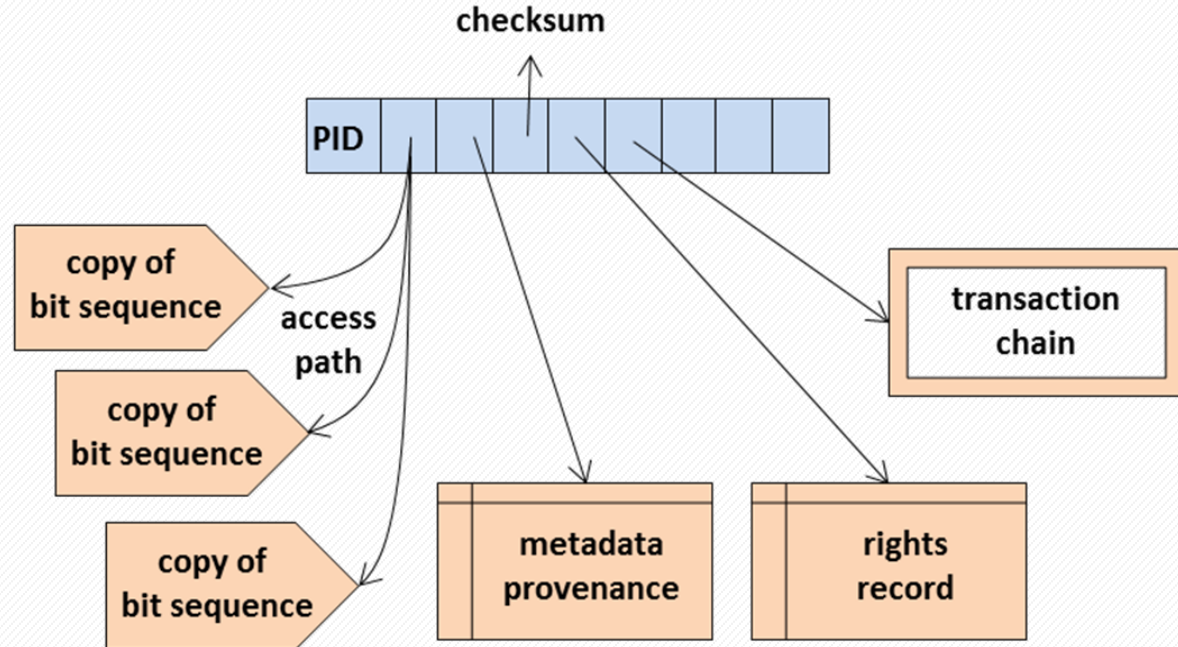 checksum
PID
copy of
bit sequence
access
path
copy of
bit sequence
copy of
bit sequence
metadata
provenance
rights
record
transaction
chain